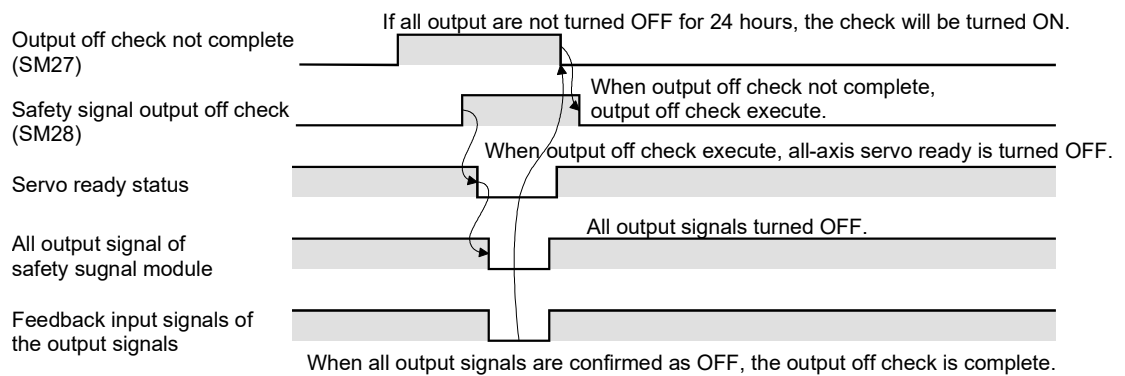 If all output are not turned OFF for 24 hours, the check will be turned ON.
Output off check not complete
(SM27)
When output off check not complete,
output off check execute.
Safety signal output off check
(SM28)
When output off check execute, all-axis servo ready is turned OFF.
Servo ready status
All output signals turned OFF.
All output signal of
safety sugnal module
Feedback input signals of
the output signals
When all output signals are confirmed as OFF, the output off check is complete.